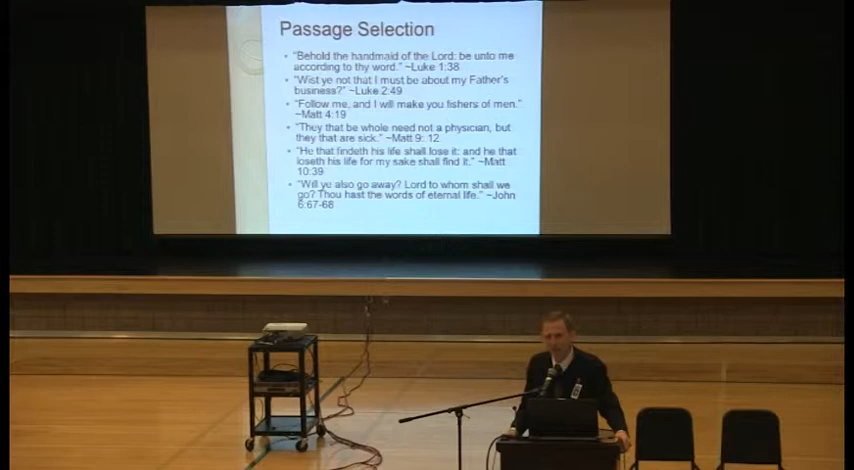 Passage Selection
• "Behold the handmaid of the Lord: be unto me
according to thy word." ~Luke 1:38
• "Wist ye not that I must be about my Father's
business?" ~Luke 2:49
• "Follow me, and I will make you fishers of men."
~Matt 4:19
• "They that be whole need not a physician, but
they that are sick." ~Matt 9: 12
• "He that findeth his life shall lose it: and he that
loseth his life for my sake shall find it." ~Matt
10:39
• "Will ye also go away? Lord to whom shall we
go? Thou hast the words of eternal life." ~John
6:67-68